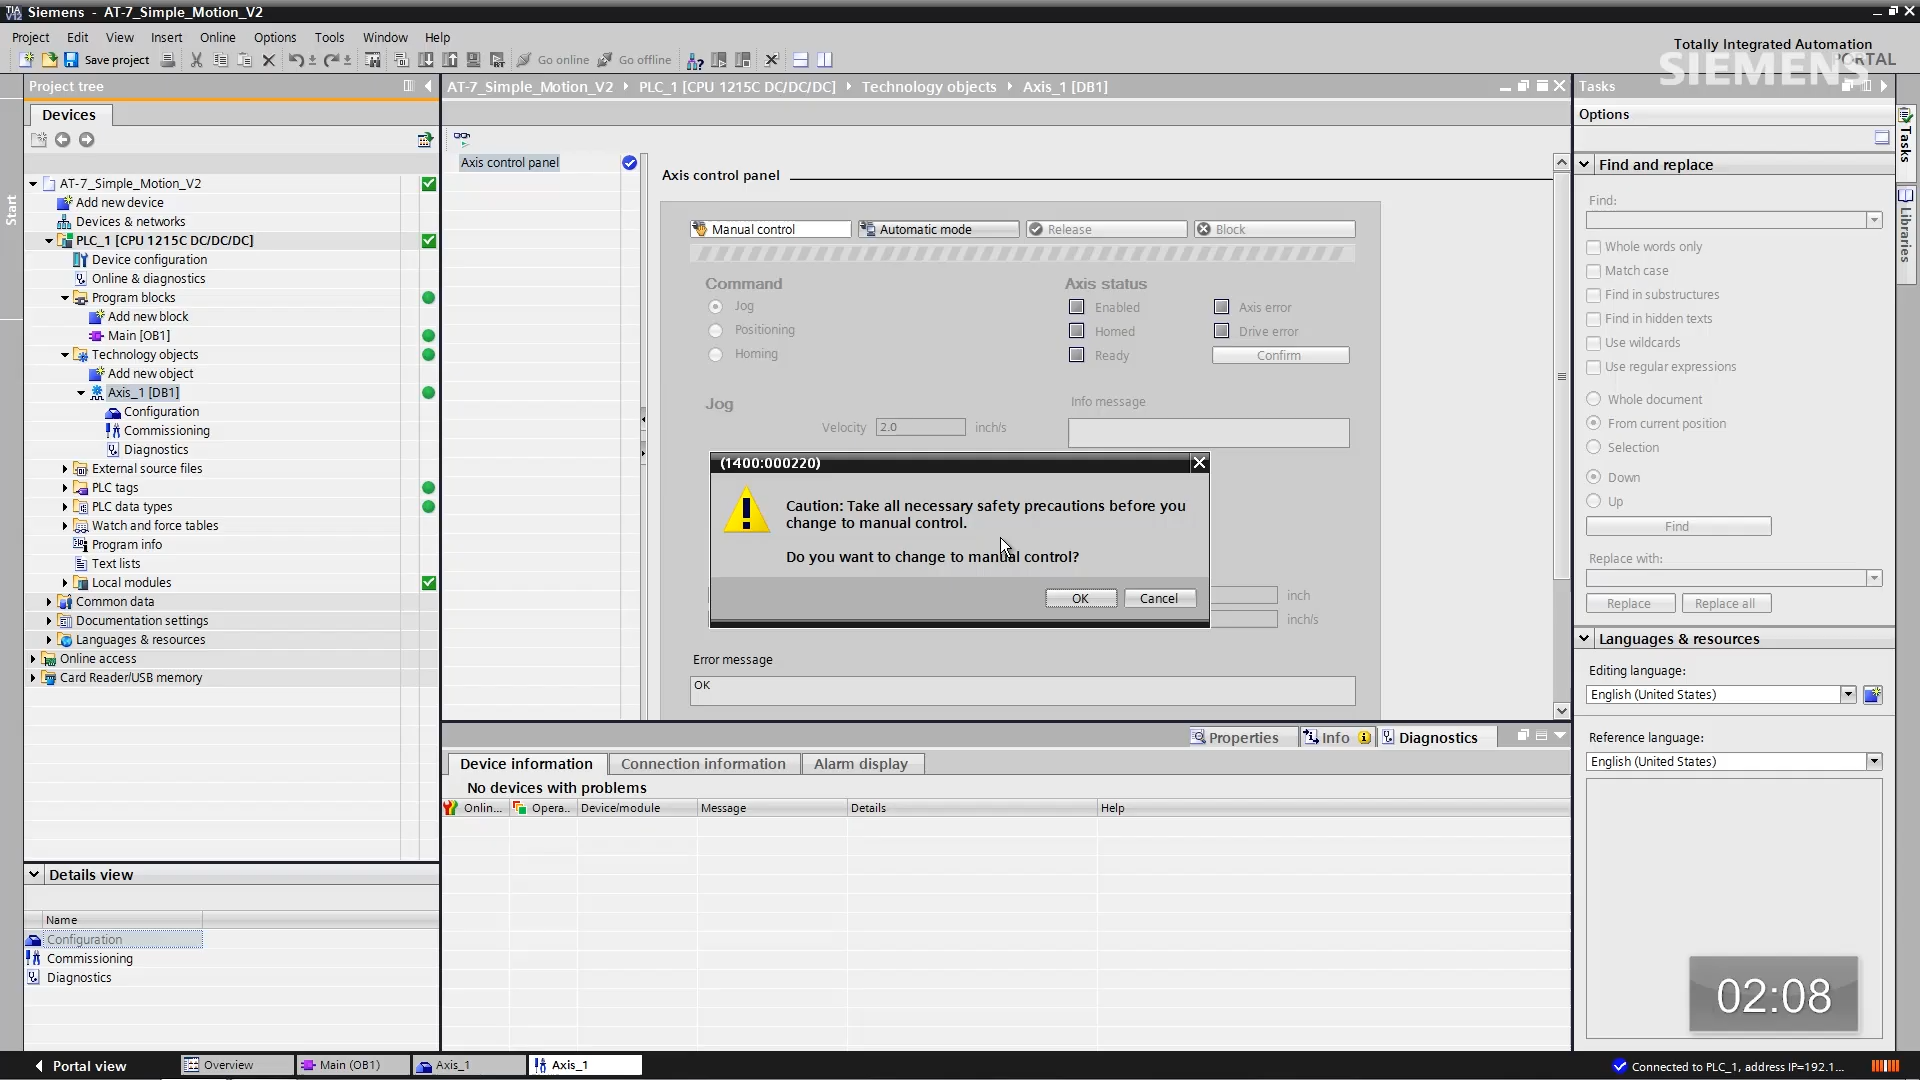 Siemens - AT-7_Simple_Motion_V2
Project Edit View Insert Online Options Tools Window Help
Totally Integrated Automation
PORTAL
SIEMENS
Save project
Go online
Go offline
Project tree
Devices
Start
AT-7_Simple_Motion_V2
Add new device
Devices & networks
PLC_1 [CPU 1215C DC/DC/DC]
Device configuration
Online & diagnostics
Program blocks
Add new block
Main [OB1]
Technology objects
Add new object
Axis_1 [DB1]
Configuration
Commissioning
Diagnostics
External source files
PLC tags
PLC data types
Watch and force tables
Program info
Text lists
Local modules
Common data
Documentation settings
Languages & resources
Online access
Card Reader/USB memory
Details view
Name
Configuration
Commissioning
Diagnostics
AT-7_Simple_Motion_V2 PLC_1 [CPU 1215C DC/DC/DC] Technology objects Axis_1 [DB1]
Axis control panel
Axis control panel
Manual control
Automatic mode
Release
Block
Command
Jog
Positioning
Homing
Axis status
Enabled
Axis error
Homed
Drive error
Ready
Confirm
Jog
Velocity 2.0 inch/s
Info message
(1400:000220)
Caution: Take all necessary safety precautions before you
change to manual control.
Do you want to change to manual control?
OK
Cancel
inch
inch/s
Error message
OK
Properties
Info
Diagnostics
Device information
Connection information
Alarm display
No devices with problems
Onlin... Opera.. Device/module Message Details Help
Tasks
Options
Find and replace
Find:
Whole words only
Match case
Find in substructures
Find in hidden texts
Use wildcards
Use regular expressions
Whole document
From current position
Selection
Down
Up
Find
Replace with:
Replace
Replace all
Languages & resources
Editing language:
English (United States)
Reference language:
English (United States)
Tasks
Libraries
02:08
Portal view
Overview
Main (OB1)
Axis_1
Axis_1
Connected to PLC_1, address IP=192.1...